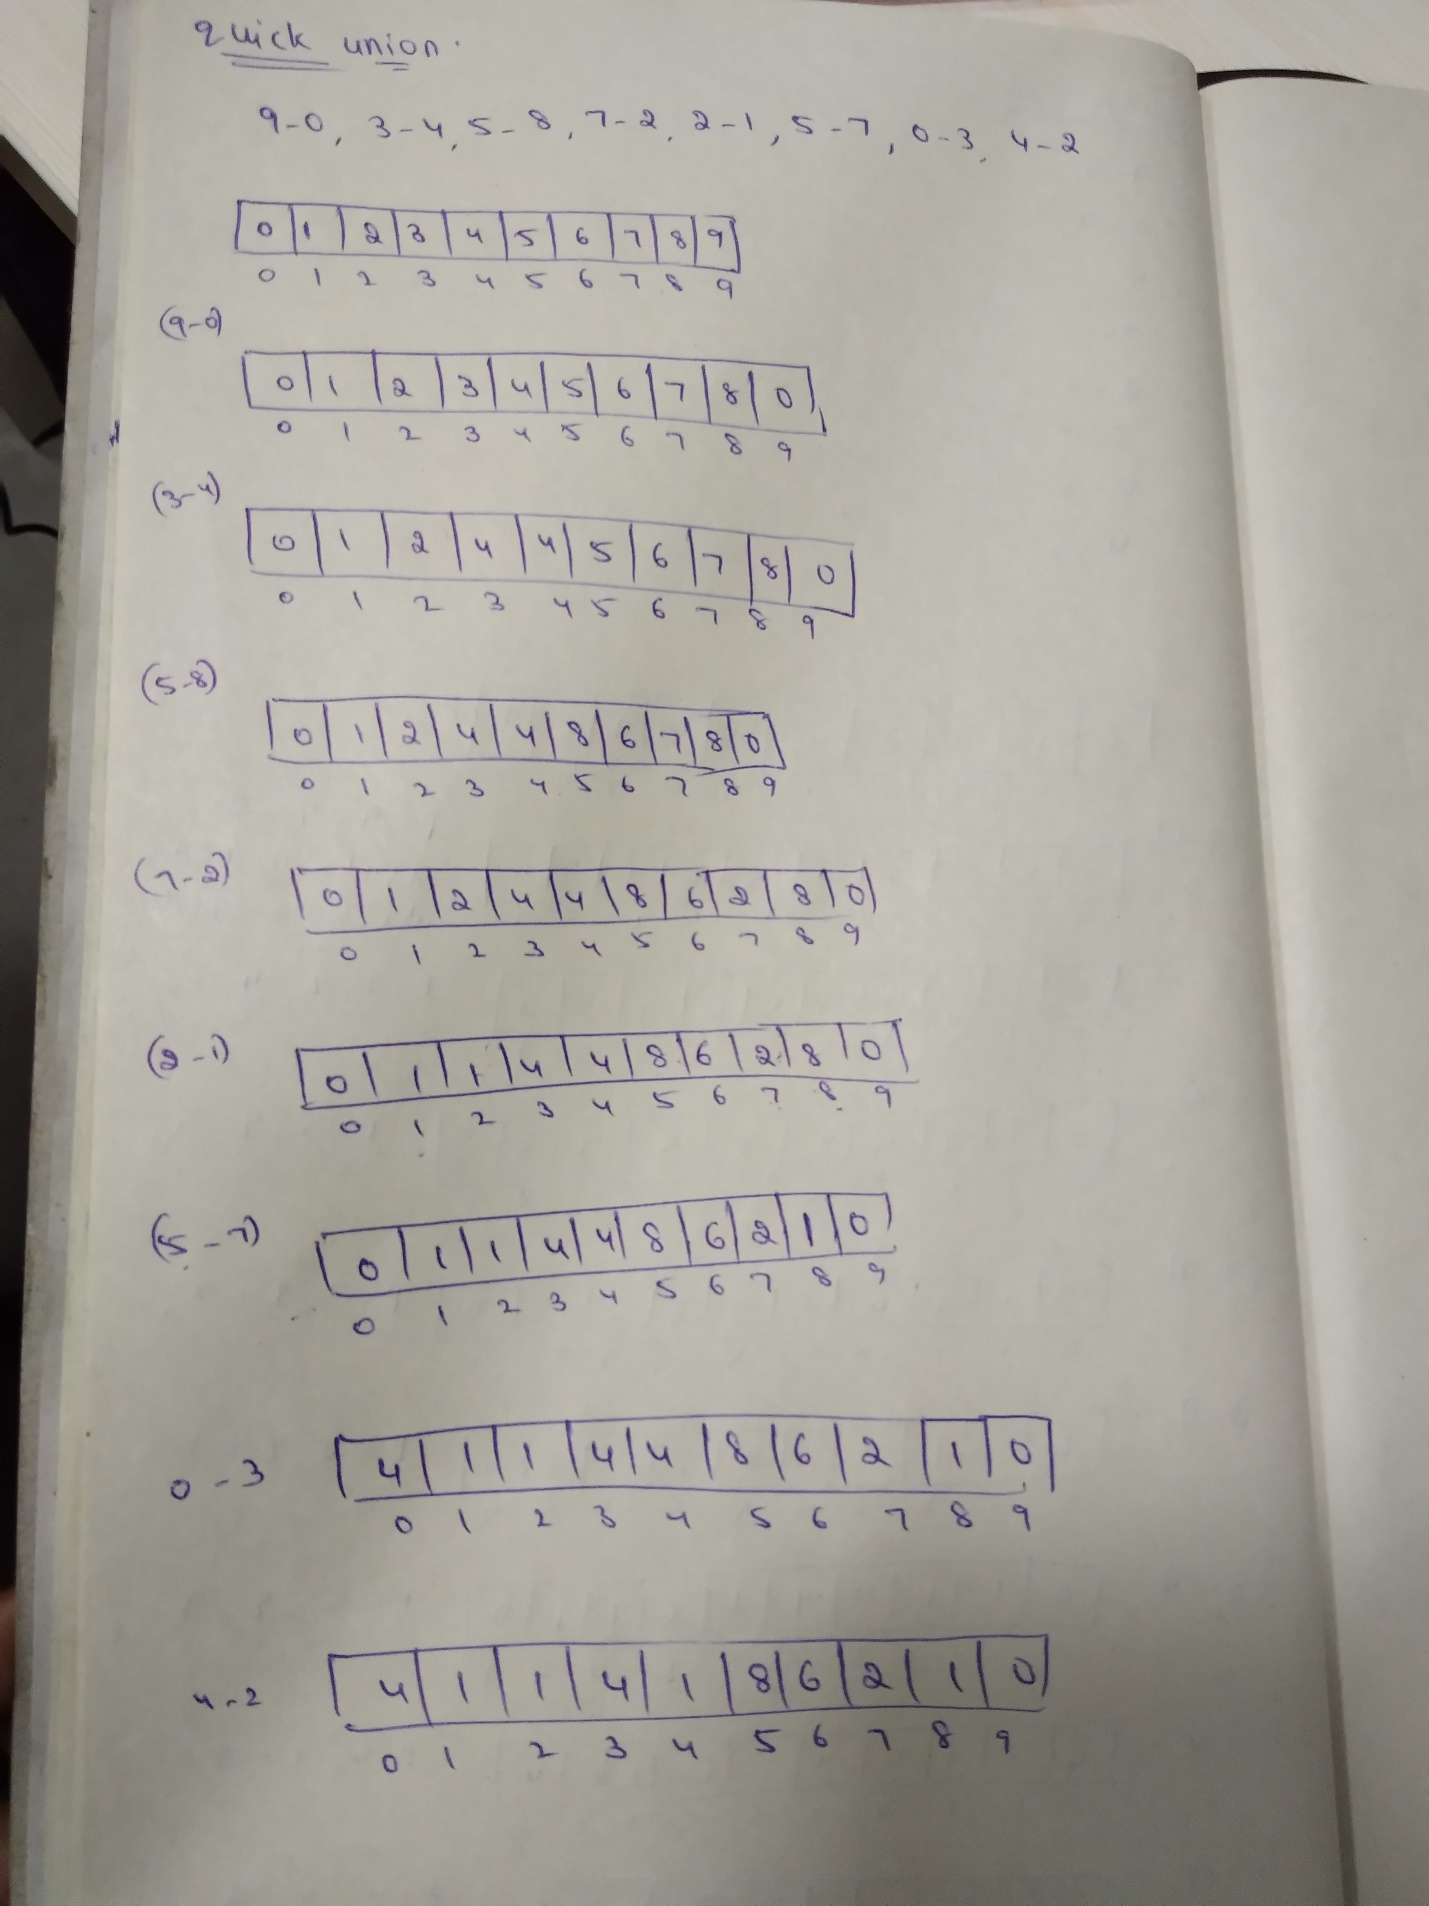 quick union.
9-0, 3-4, 5-8, 7-2, 2-1, 5-7, 0-3, 4-2
0 1 2 3 4 5 6 7 8 9
0 1 2 3 4 5 6 7 8 9
(9-0)
0 1 2 3 4 5 6 7 8 0
0 1 2 3 4 5 6 7 8 9
(3-4)
0 1 2 4 4 5 6 7 8 0
0 1 2 3 4 5 6 7 8 9
(5-8)
0 1 2 4 4 8 6 7 8 0
0 1 2 3 4 5 6 7 8 9
(7-2)
0 1 2 4 4 8 6 2 8 0
0 1 2 3 4 5 6 7 8 9
(2-1)
0 1 1 4 4 8 6 2 8 0
0 1 2 3 4 5 6 7 8 9
(5-7)
0 1 1 4 4 8 6 2 1 0
0 1 2 3 4 5 6 7 8 9
0-3
4 1 1 4 4 8 6 2 1 0
0 1 2 3 4 5 6 7 8 9
4-2
4 1 1 4 1 8 6 2 1 0
0 1 2 3 4 5 6 7 8 9